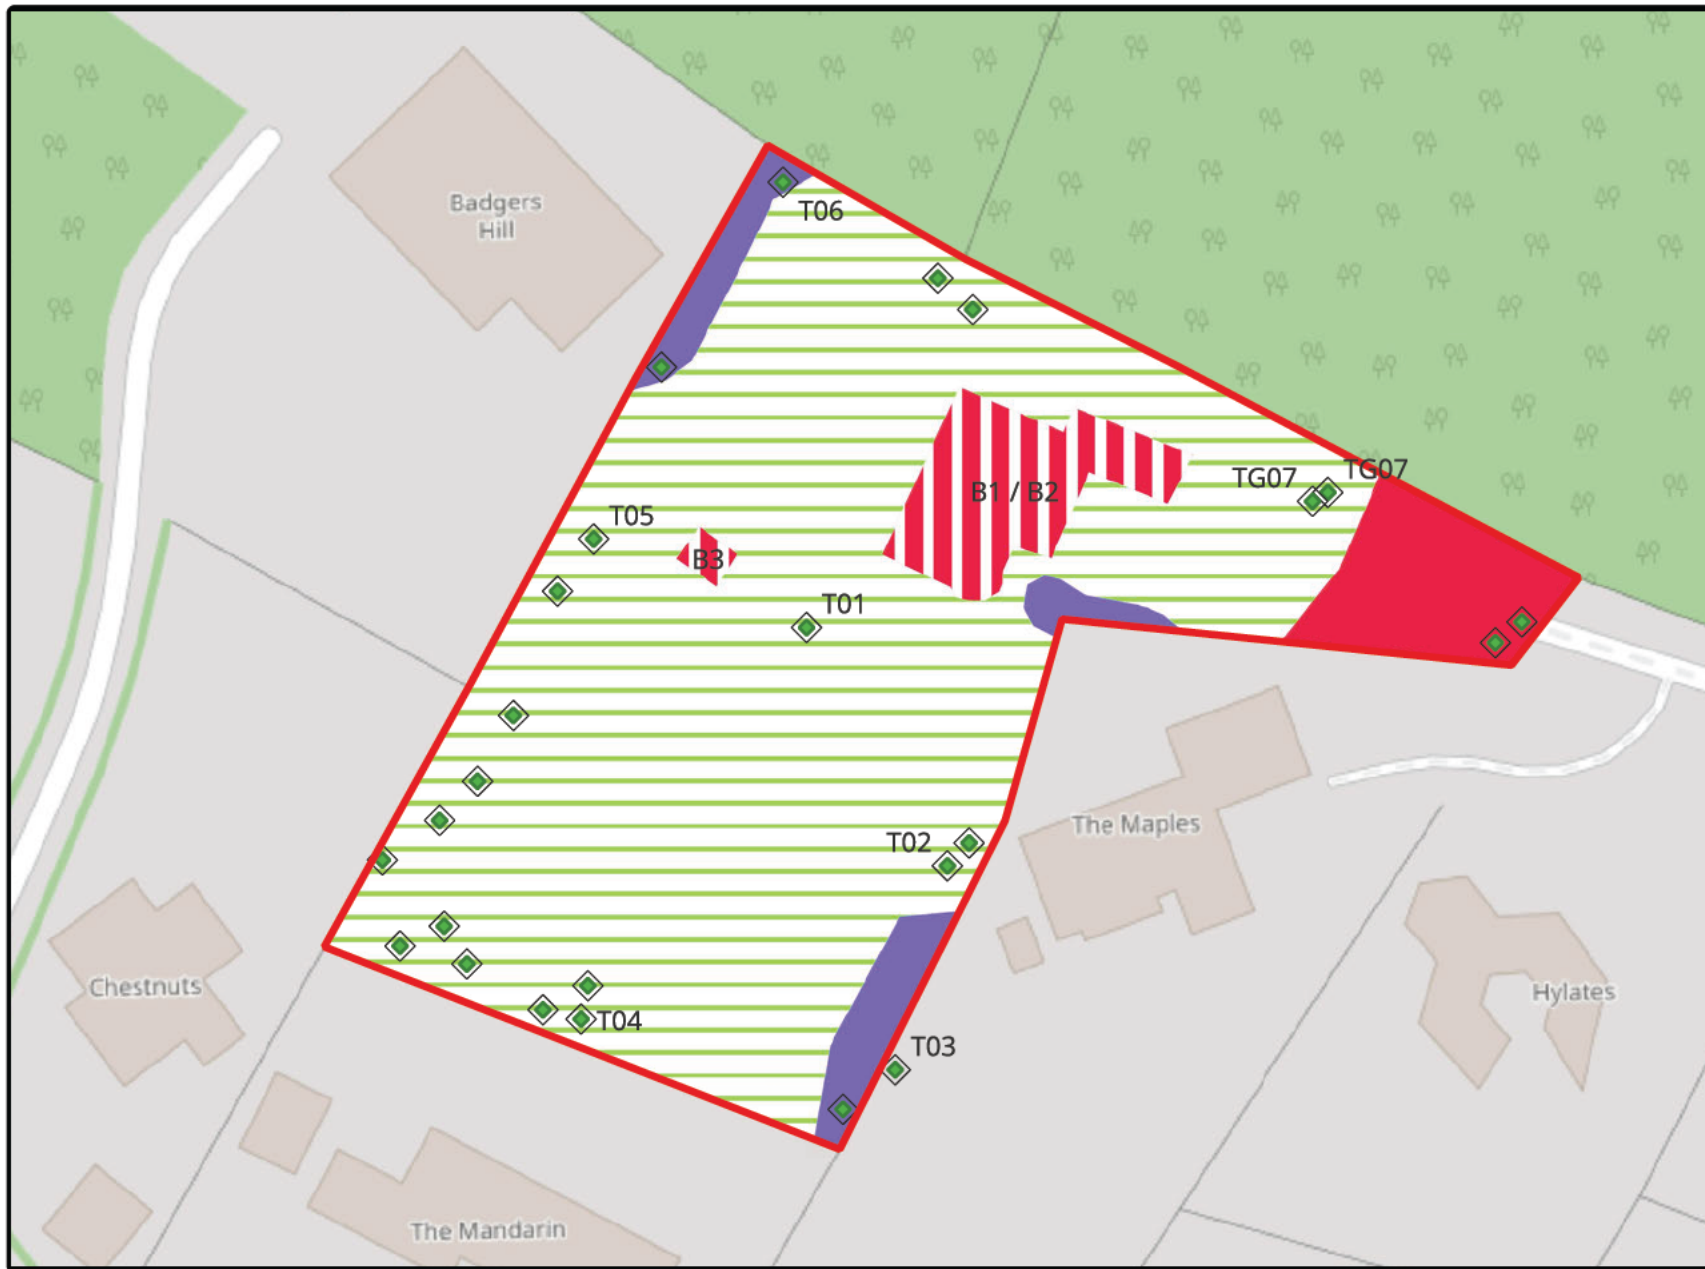 Badgers
Hill
T06
TG07
TG07
B1 / B2
T05
B3
T01
The Maples
T02
Chestnuts
Hylates
T04
T03
The Mandarin